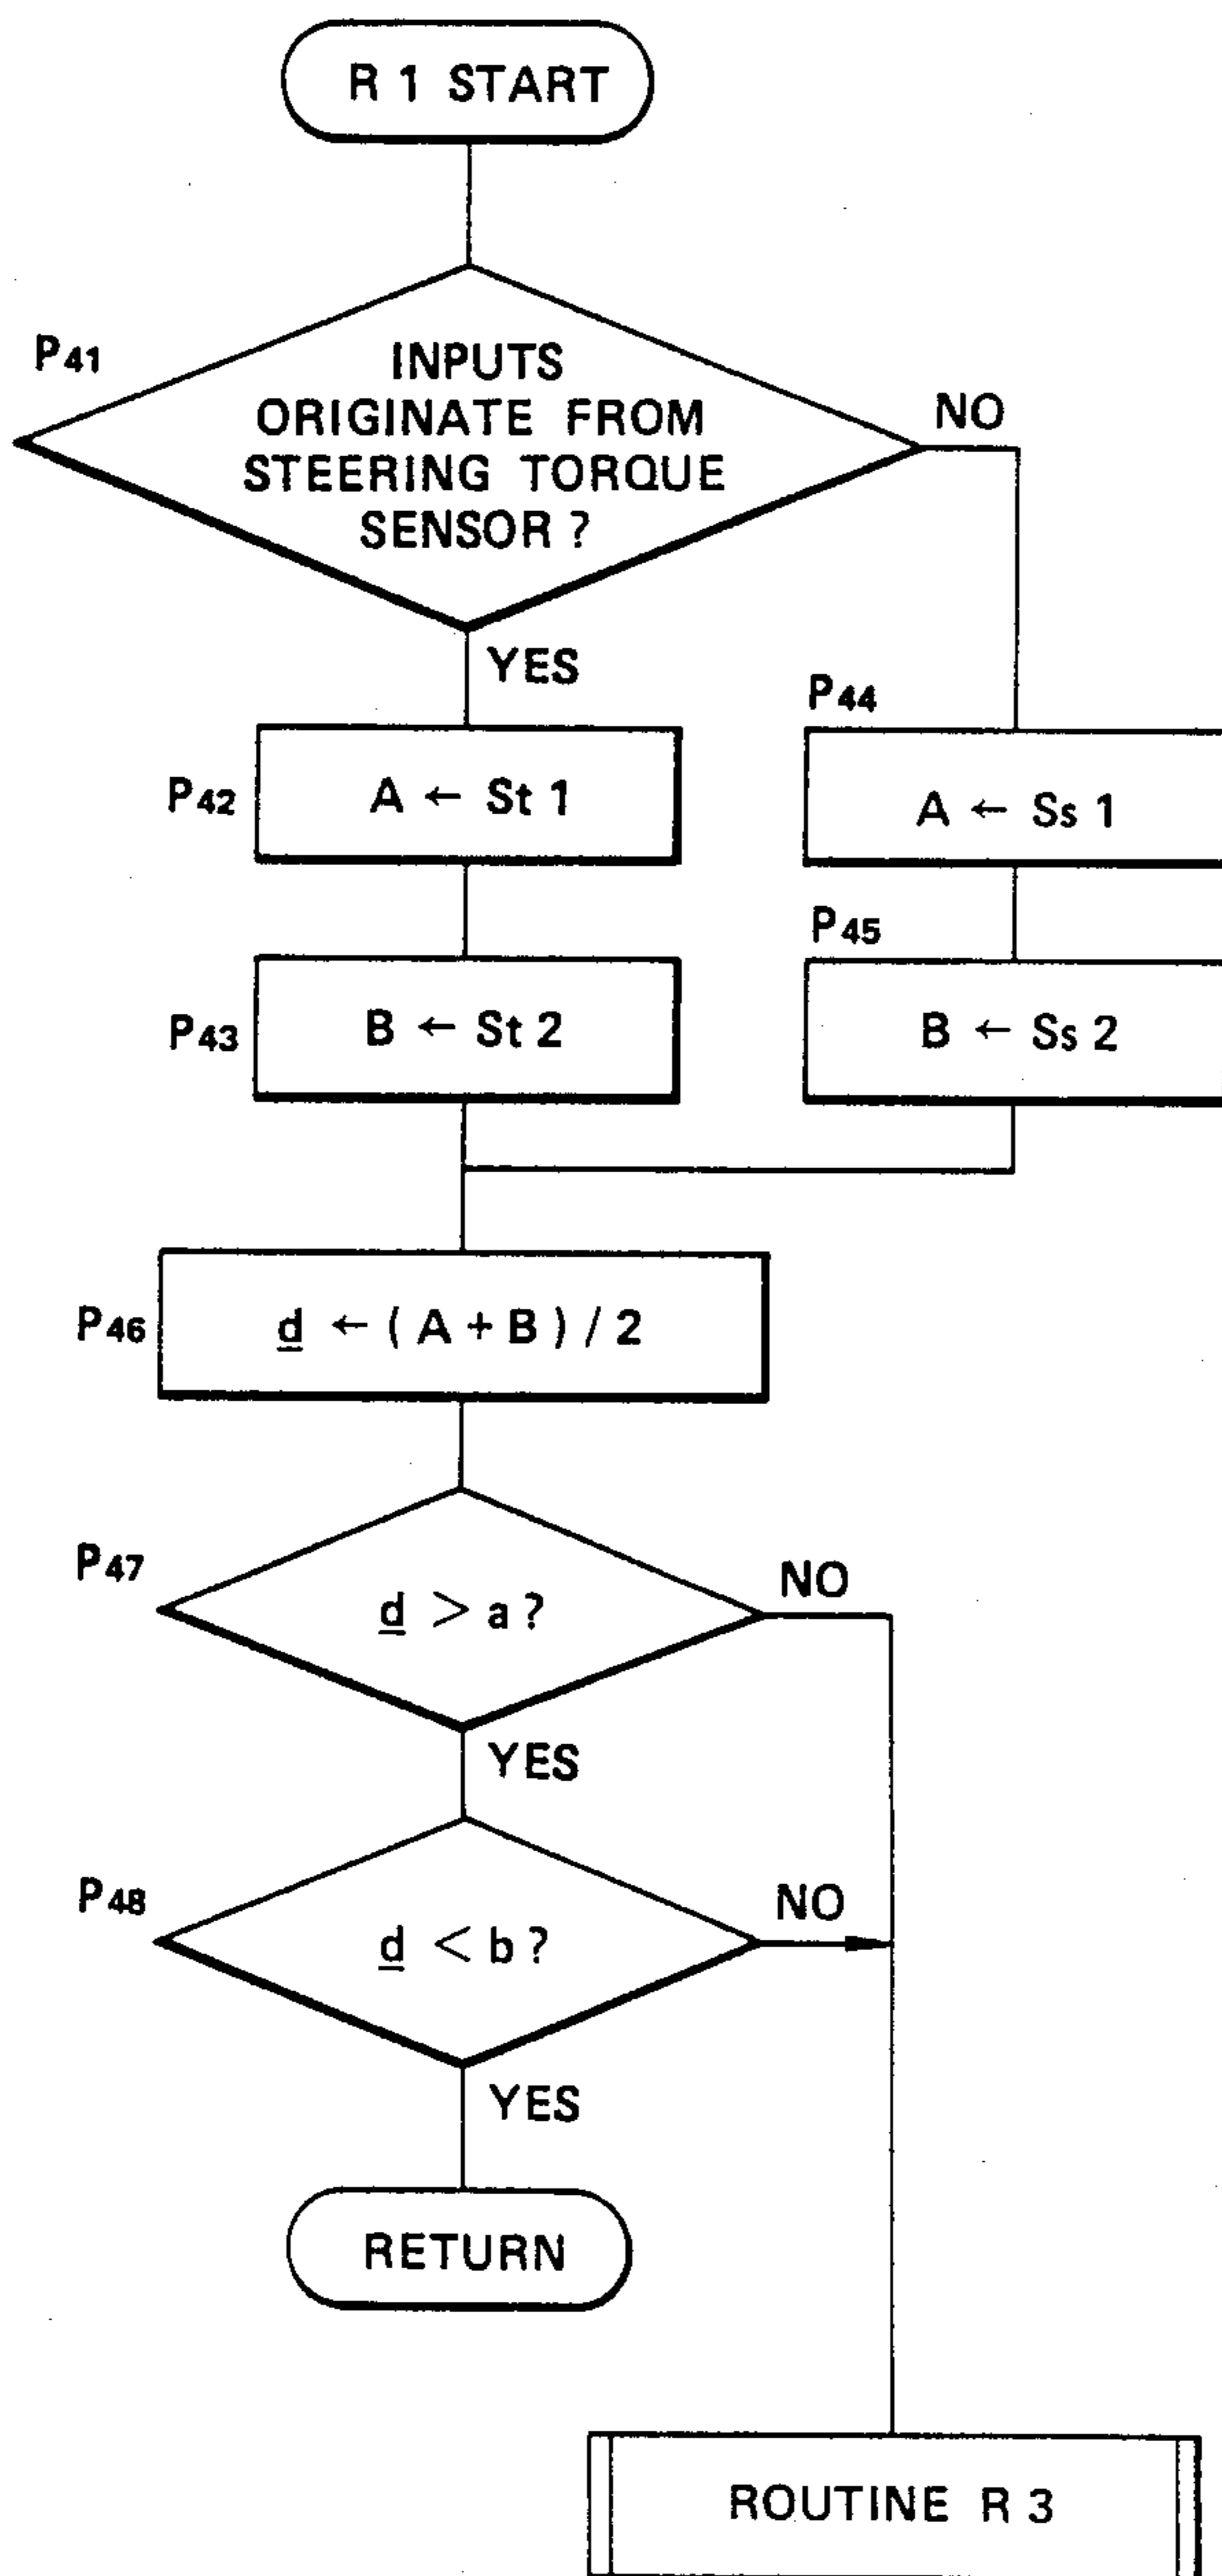 R 1 START
P41
INPUTS
ORIGINATE FROM
STEERING TORQUE
SENSOR ?
NO
YES
P42
A ← St 1
P44
A ← Ss 1
P43
B ← St 2
P45
B ← Ss 2
P46
d ← ( A + B ) / 2
P47
d > a ?
NO
YES
P48
d < b ?
NO
YES
RETURN
ROUTINE R 3